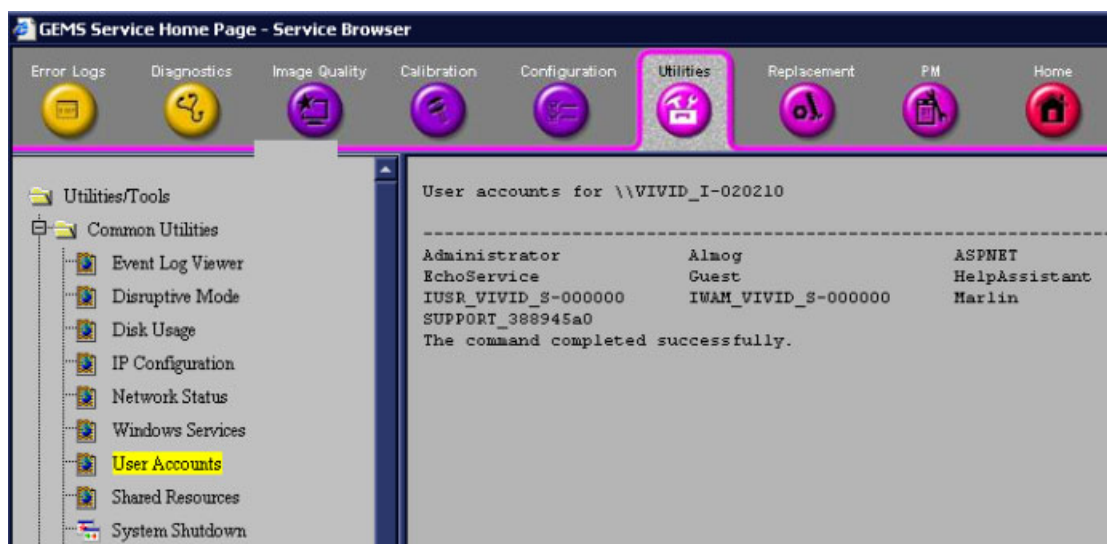 GEMS Service Home Page - Service Browser
Error Logs Diagnostics Image Quality Calibration Configuration Utilities Replacement PM Home
Utilities/Tools
Common Utilities
Event Log Viewer
Disruptive Mode
Disk Usage
IP Configuration
Network Status
Windows Services
User Accounts
Shared Resources
System Shutdown
User accounts for \\VIVID_I-020210
-------------------------------------------------------------------------------
Administrator Almog ASPNET
EchoService Guest HelpAssistant
IUSR_VIVID_S-000000 IWAM_VIVID_S-000000 Marlin
SUPPORT_388945a0
The command completed successfully.